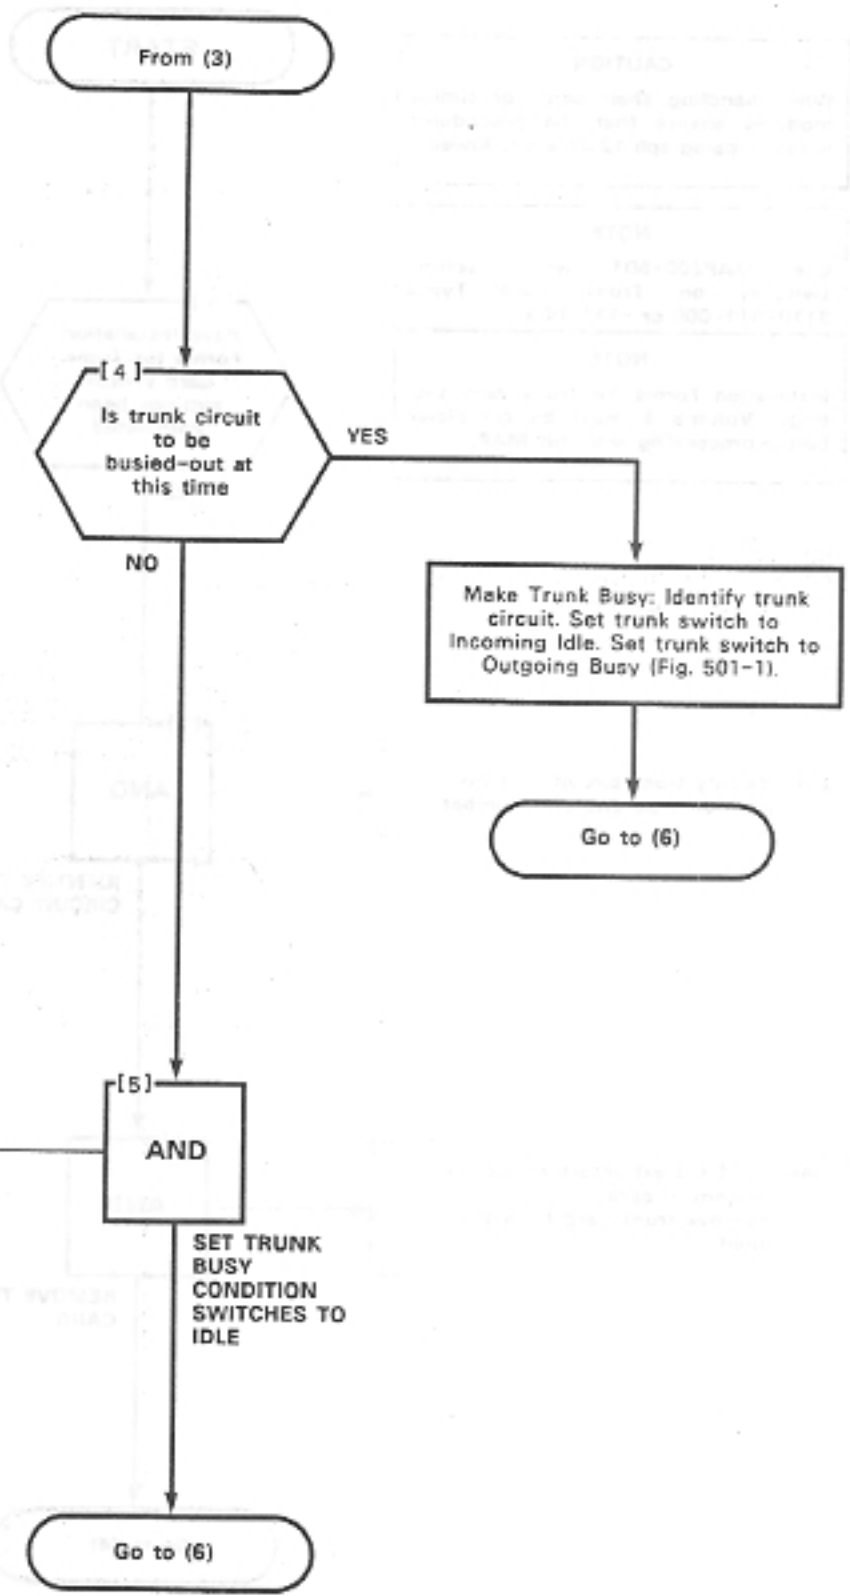 From (3)
[4]
Is trunk circuit
to be
busied-out at
this time
YES
NO
Make Trunk Busy: Identify trunk
circuit. Set trunk switch to
Incoming Idle. Set trunk switch to
Outgoing Busy (Fig. 501-1).
Go to (6)
[5]
AND
SET TRUNK
BUSY
CONDITION
SWITCHES TO
IDLE
Go to (6)